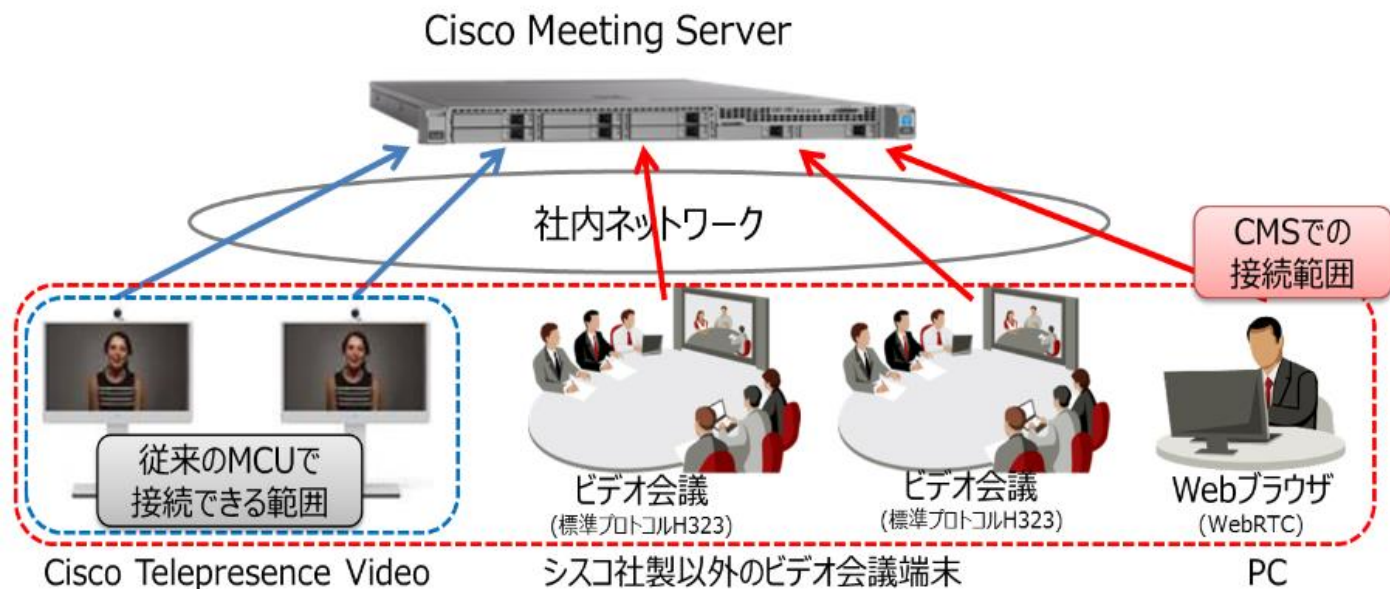 Cisco Meeting Server
社内ネットワーク
CMSでの
接続範囲
従来のMCUで
接続できる範囲
ビデオ会議
(標準プロトコルH323)
ビデオ会議
(標準プロトコルH323)
Webブラウザ
(WebRTC)
Cisco Telepresence Video
シスコ社製以外のビデオ会議端末
PC